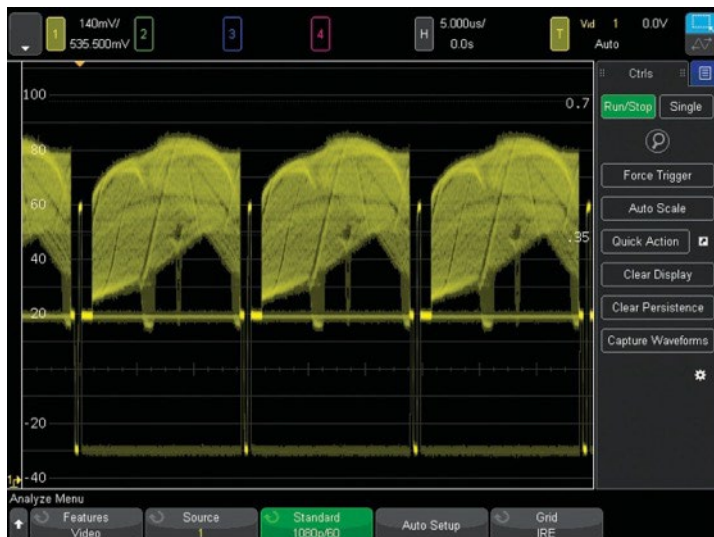 1 140mV/ 535.500mV 2 3 4 H 5.000us/ 0.0s T Vid 1 0.0V Auto
Ctrls
Run/Stop Single
Force Trigger
Auto Scale
Quick Action
Clear Display
Clear Persistence
Capture Waveforms
100
0.7
80
60
.35
40
20
-20
-40
Analyze Menu
Features
Video
Source
1
Standard
1080p/60
Auto Setup
Grid
IRE